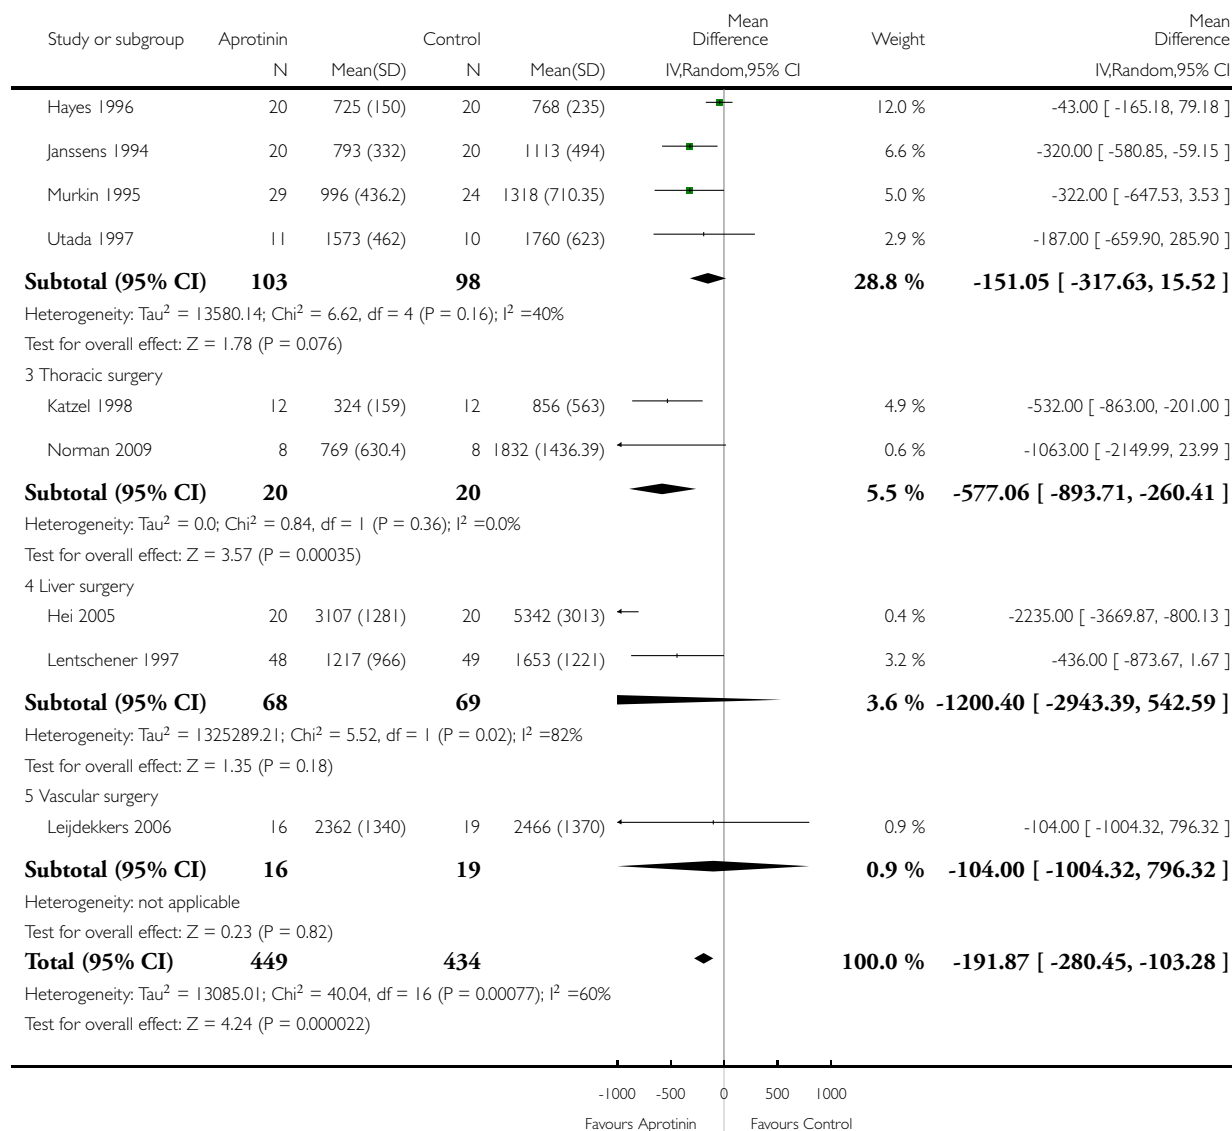 Study or subgroup Aprotinin Control Mean Difference Weight Mean Difference
N Mean(SD) N Mean(SD) IV,Random,95% CI IV,Random,95% CI
Hayes 1996 20 725 (150) 20 768 (235) 12.0 % -43.00 [ -165.18, 79.18 ]
Janssens 1994 20 793 (332) 20 1113 (494) 6.6 % -320.00 [ -580.85, -59.15 ]
Murkin 1995 29 996 (436.2) 24 1318 (710.35) 5.0 % -322.00 [ -647.53, 3.53 ]
Utada 1997 11 1573 (462) 10 1760 (623) 2.9 % -187.00 [ -659.90, 285.90 ]
Subtotal (95% CI) 103 98 28.8 % -151.05 [ -317.63, 15.52 ]
Heterogeneity: Tau² = 13580.14; Chi² = 6.62, df = 4 (P = 0.16); I² =40%
Test for overall effect: Z = 1.78 (P = 0.076)
3 Thoracic surgery
Katzel 1998 12 324 (159) 12 856 (563) 4.9 % -532.00 [ -863.00, -201.00 ]
Norman 2009 8 769 (630.4) 8 1832 (1436.39) 0.6 % -1063.00 [ -2149.99, 23.99 ]
Subtotal (95% CI) 20 20 5.5 % -577.06 [ -893.71, -260.41 ]
Heterogeneity: Tau² = 0.0; Chi² = 0.84, df = 1 (P = 0.36); I² =0.0%
Test for overall effect: Z = 3.57 (P = 0.00035)
4 Liver surgery
Hei 2005 20 3107 (1281) 20 5342 (3013) 0.4 % -2235.00 [ -3669.87, -800.13 ]
Lentschener 1997 48 1217 (966) 49 1653 (1221) 3.2 % -436.00 [ -873.67, 1.67 ]
Subtotal (95% CI) 68 69 3.6 % -1200.40 [ -2943.39, 542.59 ]
Heterogeneity: Tau² = 1325289.21; Chi² = 5.52, df = 1 (P = 0.02); I² =82%
Test for overall effect: Z = 1.35 (P = 0.18)
5 Vascular surgery
Leijdekkers 2006 16 2362 (1340) 19 2466 (1370) 0.9 % -104.00 [ -1004.32, 796.32 ]
Subtotal (95% CI) 16 19 0.9 % -104.00 [ -1004.32, 796.32 ]
Heterogeneity: not applicable
Test for overall effect: Z = 0.23 (P = 0.82)
Total (95% CI) 449 434 100.0 % -191.87 [ -280.45, -103.28 ]
Heterogeneity: Tau² = 13085.01; Chi² = 40.04, df = 16 (P = 0.00077); I² =60%
Test for overall effect: Z = 4.24 (P = 0.000022)
-1000 -500 0 500 1000
Favours Aprotinin Favours Control